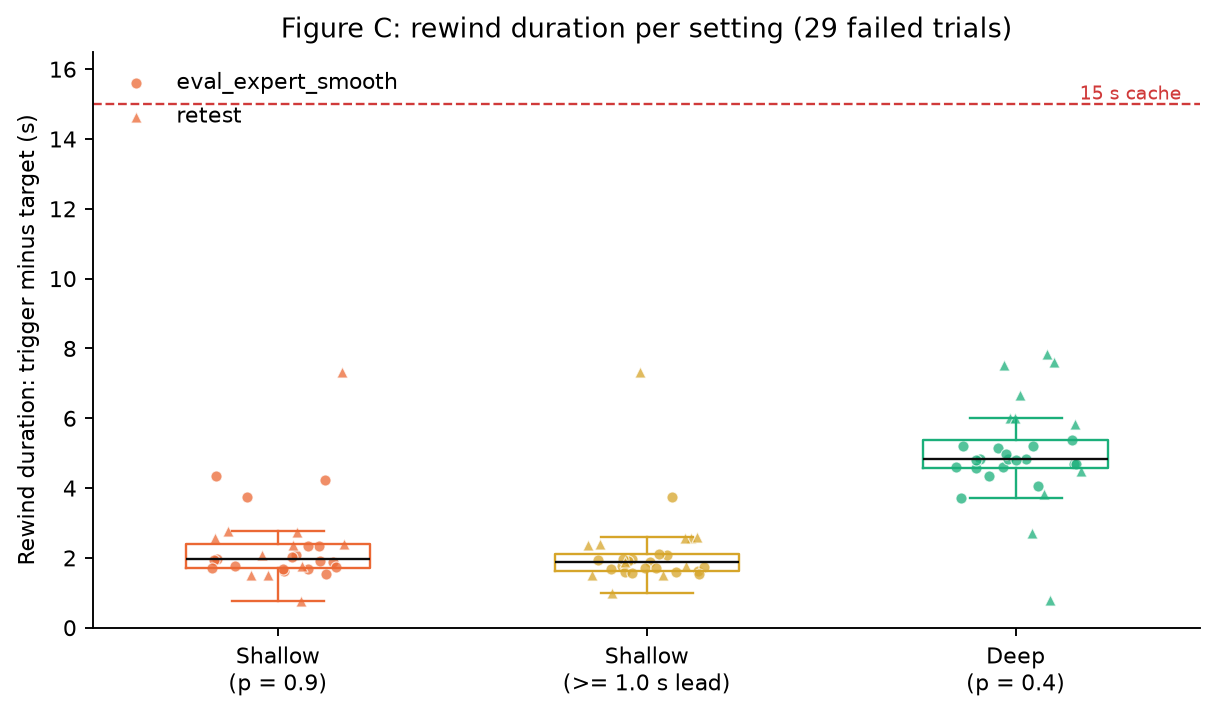 Figure C: rewind duration per setting (29 failed trials)
Rewind duration: trigger minus target (s)
16
14
12
10
8
6
4
2
0
eval_expert_smooth
retest
15 s cache
Shallow
(p = 0.9)
Shallow
(>= 1.0 s lead)
Deep
(p = 0.4)